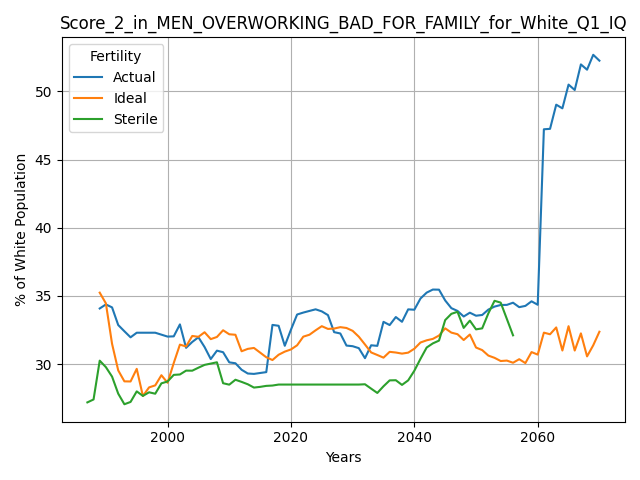 Score_2_in_MEN_OVERWORKING_BAD_FOR_FAMILY_for_White_Q1_IQ
Fertility
Actual
Ideal
Sterile
% of White Population
50
45
40
35
30
2000
2020
2040
2060
Years